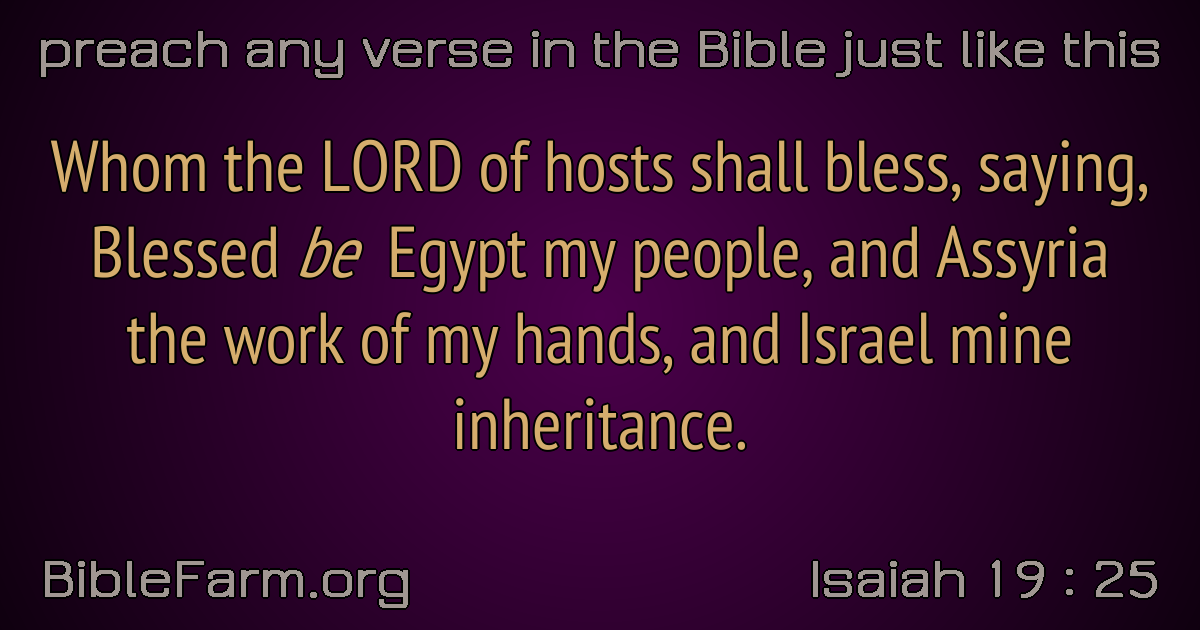 preach any verse in the Bible just like this
Whom the LORD of hosts shall bless, saying,
Blessed be Egypt my people, and Assyria
the work of my hands, and Israel mine
inheritance.
BibleFarm.org
Isaiah 19 : 25